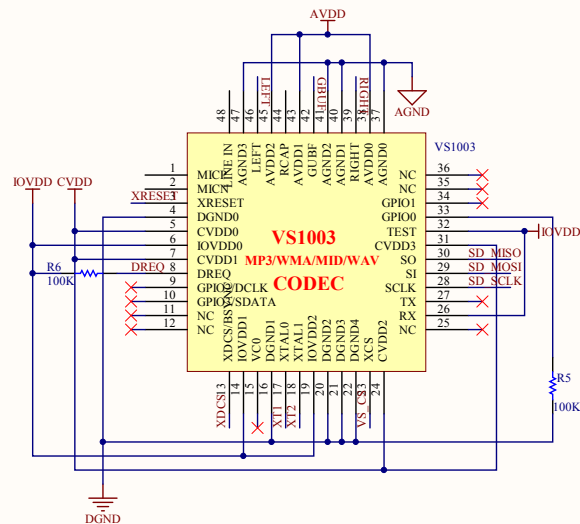 AVDD
AGND
LEFT
GBUF
RIGHT
48
47
46
45
44
43
42
41
40
39
38
37
LINE IN
AGND3
LEFT
AVDD2
RCAP
AVDD1
GUBF
AGND2
AGND1
RIGHT
AVDD0
AGND0
VS1003
IOVDD CVDD
XRESET
R6
100K
DREQ
1 MICP
2 MICN
3 XRESET
4 DGND0
5 CVDD0
6 IOVDD0
7 CVDD1
8 DREQ
9 GPIO2/DCLK
10 GPIO3/SDATA
11 NC
12 NC
VS1003
MP3/WMA/MID/WAV
CODEC
NC 36
NC 35
GPIO1 34
GPIO0 33
TEST 32
CVDD3 31
SO 30
SI 29
SCLK 28
TX 27
RX 26
NC 25
IOVDD
SD_MISO
SD_MOSI
SD_SCLK
XDCS/BSYNC
IOVDD1
VC0
DGND1
XTAL0
XTAL1
IOVDD2
DGND2
DGND3
DGND4
XCS
CVDD2
13
14
15
16
17
18
19
20
21
22
23
24
XDCS
XT1
XT2
VS_CS
R5
100K
DGND